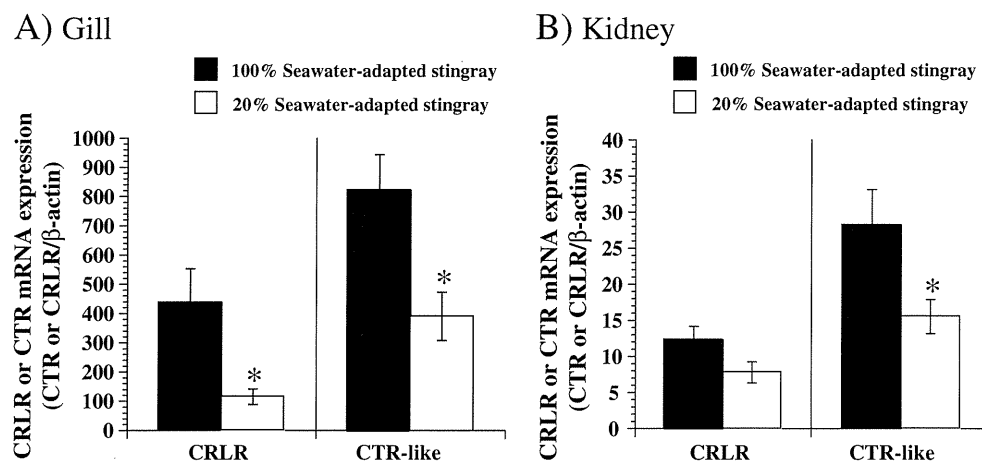 A) Gill
100% Seawater-adapted stingray
20% Seawater-adapted stingray
CRLR or CTR mRNA expression
(CTR or CRLR/β-actin)
1000
900
800
700
600
500
400
300
200
100
0
*
*
CRLR
CTR-like
B) Kidney
100% Seawater-adapted stingray
20% Seawater-adapted stingray
CRLR or CTR mRNA expression
(CTR or CRLR/β-actin)
40
35
30
25
20
15
10
5
0
*
CRLR
CTR-like